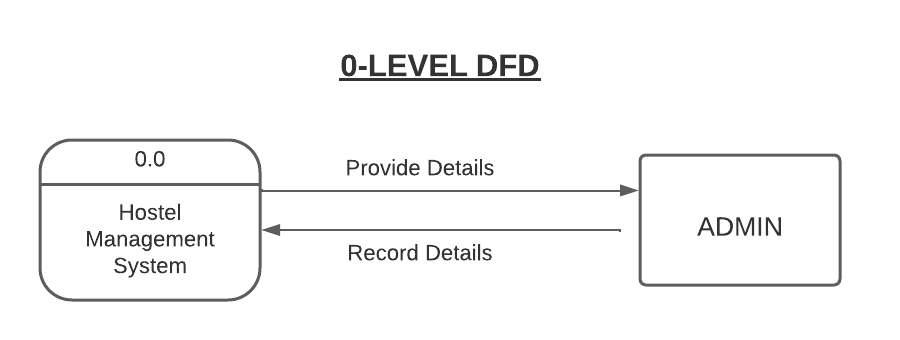 0-LEVEL DFD
0.0
Provide Details
Hostel
Management
System
ADMIN
Record Details